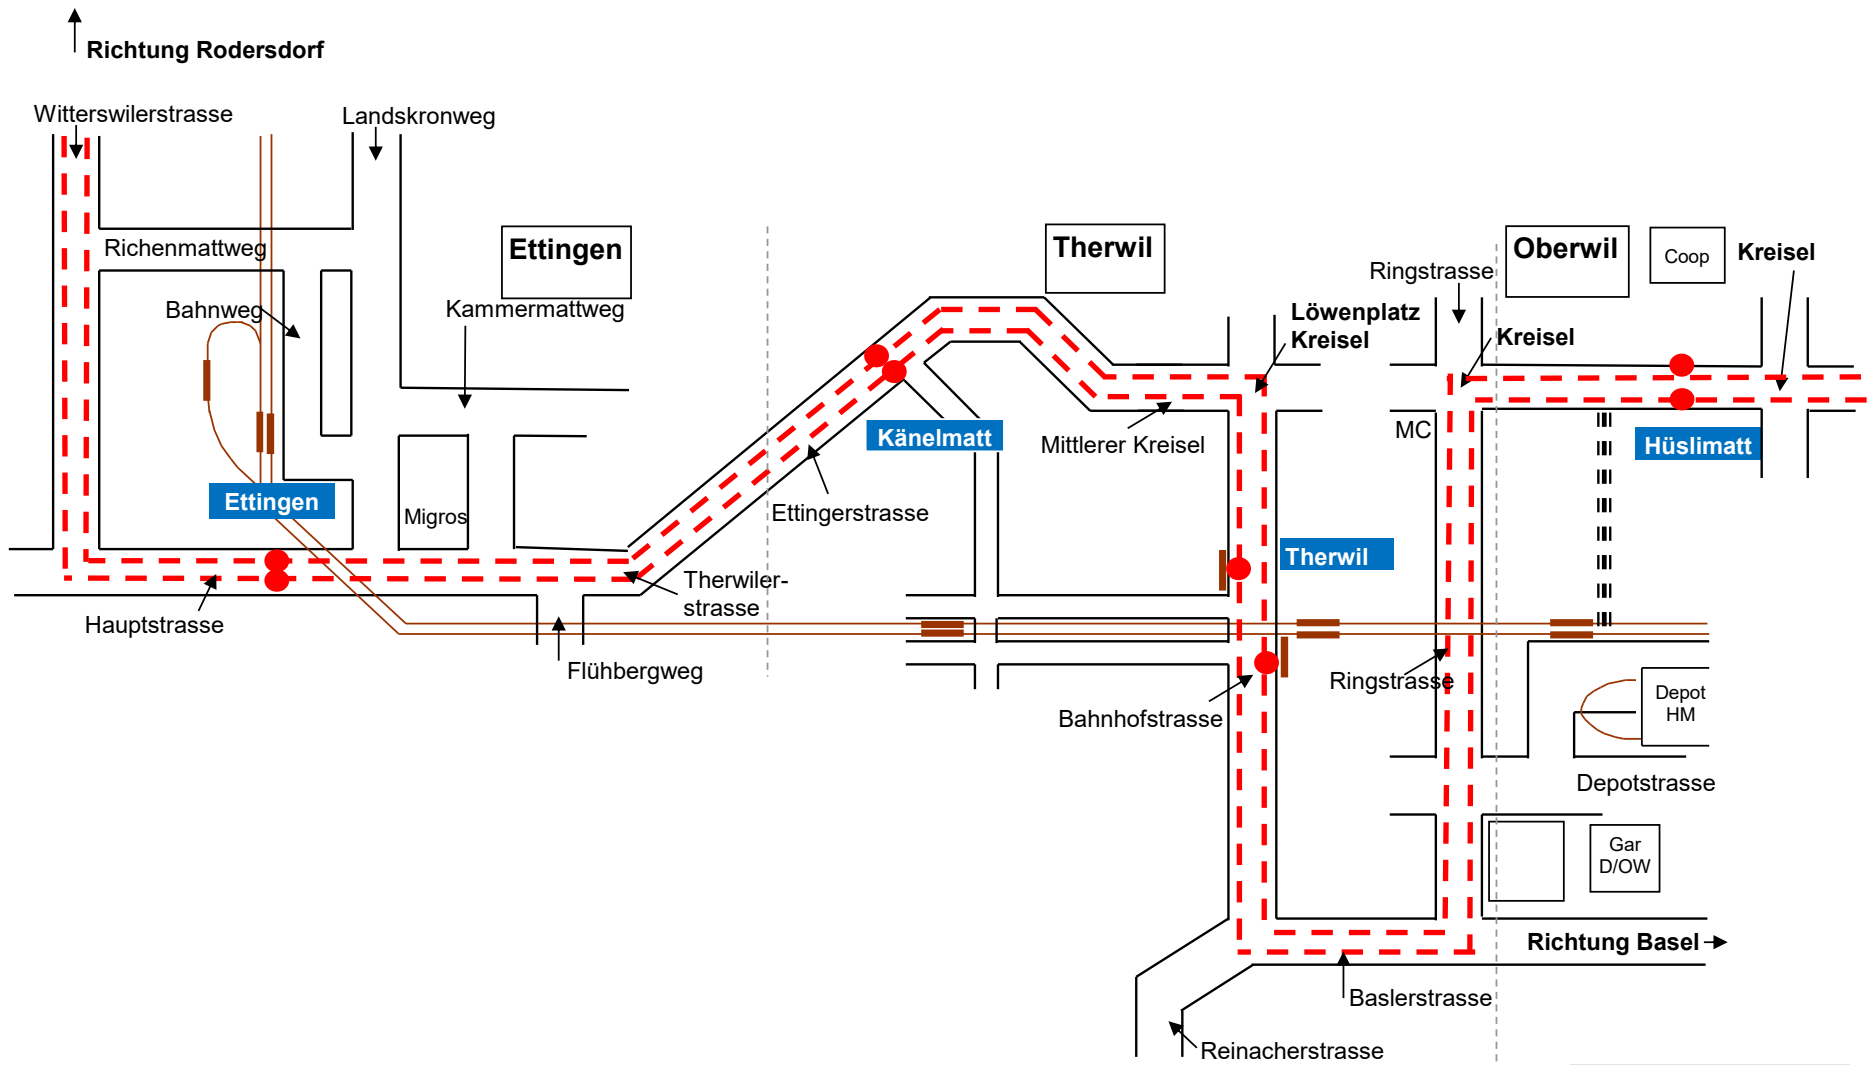 Richtung Rodersdorf
Witterswilerstrasse
Landskronweg
Richenmattweg
Ettingen
Therwil
Oberwil
Coop
Kreisel
Ringstrasse
Bahnweg
Kammermattweg
Löwenplatz
Kreisel
Kreisel
Känelmatt
Mittlerer Kreisel
MC
Hüslimatt
Ettingen
Migros
Ettingerstrasse
Therwil
Therwiler-
strasse
Hauptstrasse
Flühbergweg
Bahnhofstrasse
Ringstrasse
Depot
HM
Depotstrasse
Gar
D/OW
Richtung Basel
Baslerstrasse
Reinacherstrasse